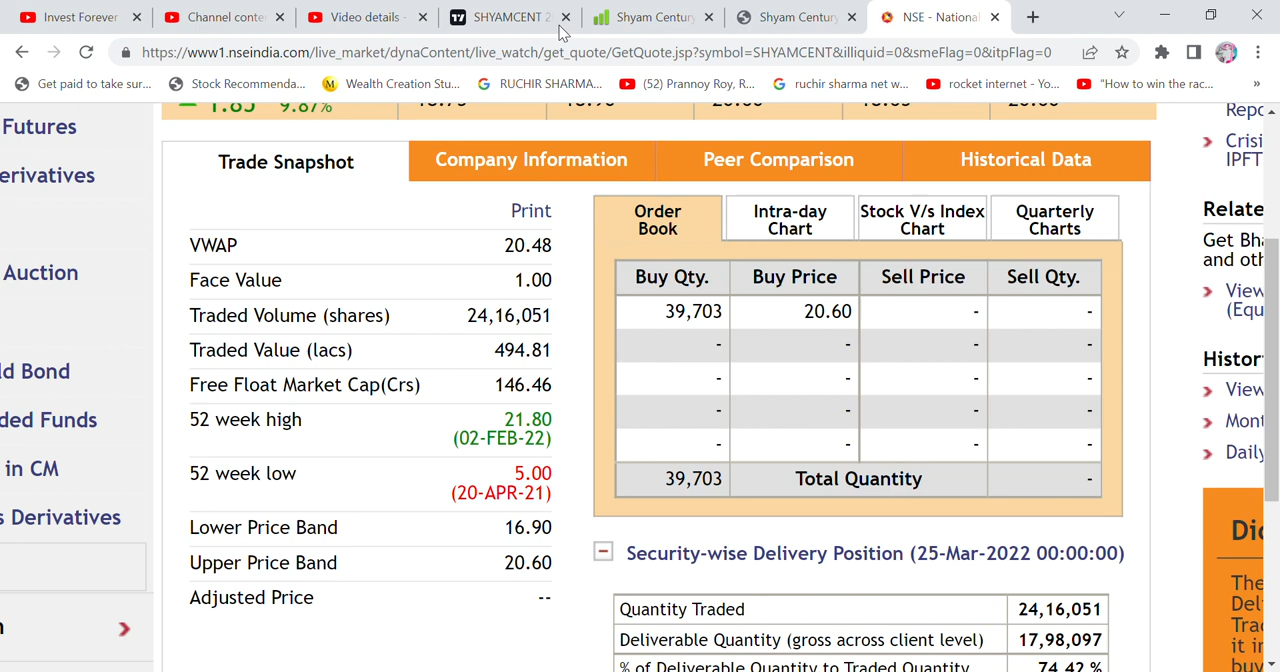 Invest Forever
Channel conte
Video details -
SHYAMCENT 2
Shyam Century
Shyam Century
NSE - National
https://www1.nseindia.com/live_market/dynaContent/live_watch/get_quote/GetQuote.jsp?symbol=SHYAMCENT&illiquid=0&smeFlag=0&itpFlag=0
Get paid to take sur...
Stock Recommenda...
Wealth Creation Stu...
RUCHIR SHARMA...
(52) Prannoy Roy, R...
ruchir sharma net w...
rocket internet - Yo...
"How to win the rac...
»
1.85 9.87%
Futures
erivatives
Auction
ld Bond
ded Funds
in CM
s Derivatives
n
Trade Snapshot
Company Information
Peer Comparison
Historical Data
Print
VWAP 20.48
Face Value 1.00
Traded Volume (shares) 24,16,051
Traded Value (lacs) 494.81
Free Float Market Cap(Crs) 146.46
52 week high 21.80
(02-FEB-22)
52 week low 5.00
(20-APR-21)
Lower Price Band 16.90
Upper Price Band 20.60
Adjusted Price --
Order
Book
Intra-day
Chart
Stock V/s Index
Chart
Quarterly
Charts
Buy Qty. Buy Price Sell Price Sell Qty.
39,703 20.60 - -
- - - -
- - - -
- - - -
- - - -
39,703 Total Quantity -
Security-wise Delivery Position (25-Mar-2022 00:00:00)
Quantity Traded 24,16,051
Deliverable Quantity (gross across client level) 17,98,097
% of Deliverable Quantity to Traded Quantity 74.42 %
Repo
Crisi
IPFT
Relate
Get Bha
and oth
View
(Equ
Histor
View
Mont
Daily
Did
The
Deli
Trad
it in
buy